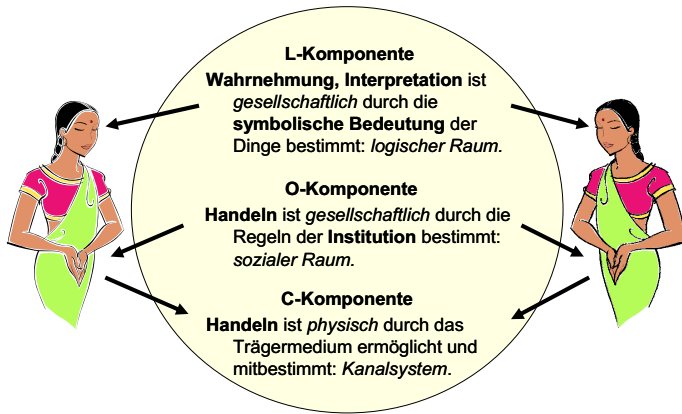 L-Komponente
Wahrnehmung, Interpretation ist
gesellschaftlich durch die
symbolische Bedeutung der
Dinge bestimmt: logischer Raum.
O-Komponente
Handeln ist gesellschaftlich durch die
Regeln der Institution bestimmt:
sozialer Raum.
C-Komponente
Handeln ist physisch durch das
Trägermedium ermöglicht und
mitbestimmt: Kanalsystem.